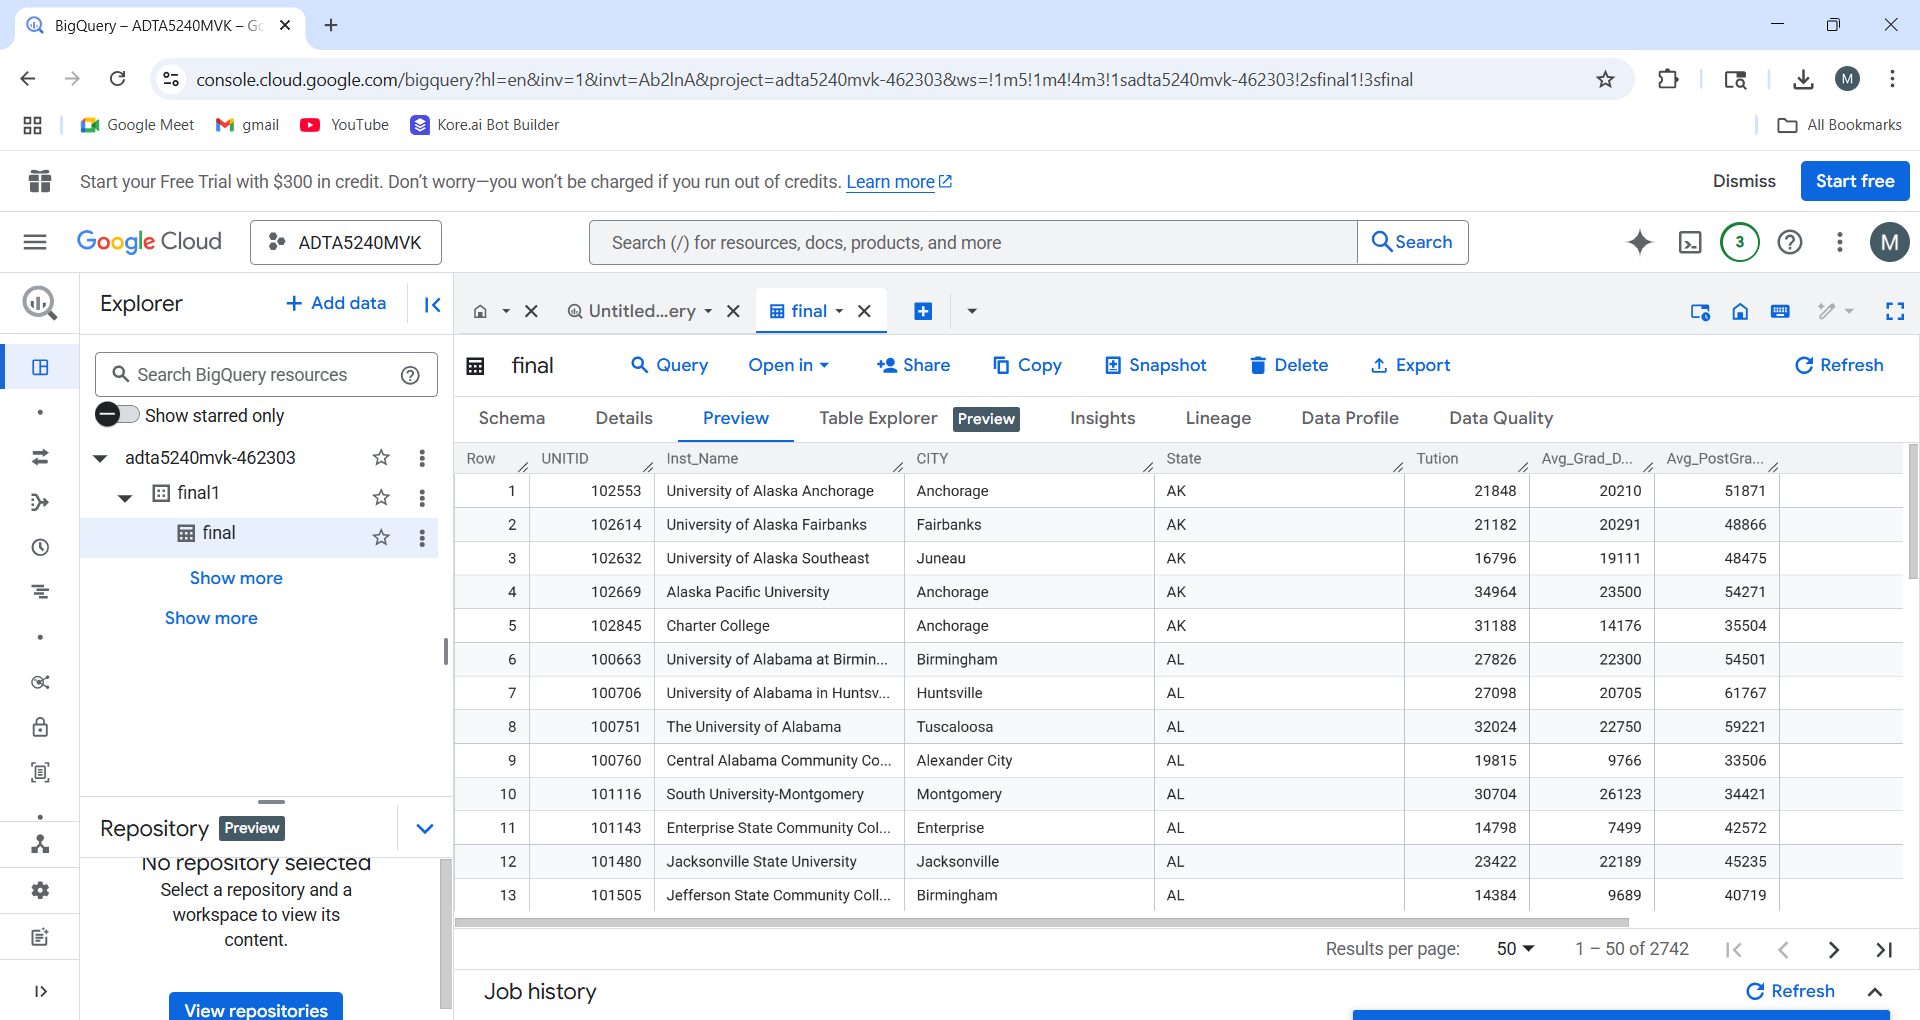 BigQuery – ADTA5240MVK – Go
console.cloud.google.com/bigquery?hl=en&inv=1&invt=Ab2lnA&project=adta5240mvk-462303&ws=!1m5!1m4!4m3!1sadta5240mvk-462303!2sfinal1!3sfinal
M
Google Meet gmail YouTube Kore.ai Bot Builder All Bookmarks
Start your Free Trial with $300 in credit. Don't worry—you won't be charged if you run out of credits. Learn more Dismiss Start free
Google Cloud ADTA5240MVK Search (/) for resources, docs, products, and more Search 3 M
Explorer + Add data
Untitled...ery final
Search BigQuery resources
Show starred only
adta5240mvk-462303
final1
final
Show more
Show more
Repository Preview
No repository selected
Select a repository and a
workspace to view its
content.
View repositories
final Query Open in Share Copy Snapshot Delete Export Refresh
Schema Details Preview Table Explorer Preview Insights Lineage Data Profile Data Quality
Row UNITID Inst_Name CITY State Tution Avg_Grad_D... Avg_PostGra...
1 102553 University of Alaska Anchorage Anchorage AK 21848 20210 51871
2 102614 University of Alaska Fairbanks Fairbanks AK 21182 20291 48866
3 102632 University of Alaska Southeast Juneau AK 16796 19111 48475
4 102669 Alaska Pacific University Anchorage AK 34964 23500 54271
5 102845 Charter College Anchorage AK 31188 14176 35504
6 100663 University of Alabama at Birmin... Birmingham AL 27826 22300 54501
7 100706 University of Alabama in Huntsv... Huntsville AL 27098 20705 61767
8 100751 The University of Alabama Tuscaloosa AL 32024 22750 59221
9 100760 Central Alabama Community Co... Alexander City AL 19815 9766 33506
10 101116 South University-Montgomery Montgomery AL 30704 26123 34421
11 101143 Enterprise State Community Col... Enterprise AL 14798 7499 42572
12 101480 Jacksonville State University Jacksonville AL 23422 22189 45235
13 101505 Jefferson State Community Coll... Birmingham AL 14384 9689 40719
Results per page: 50 1 – 50 of 2742
Job history Refresh